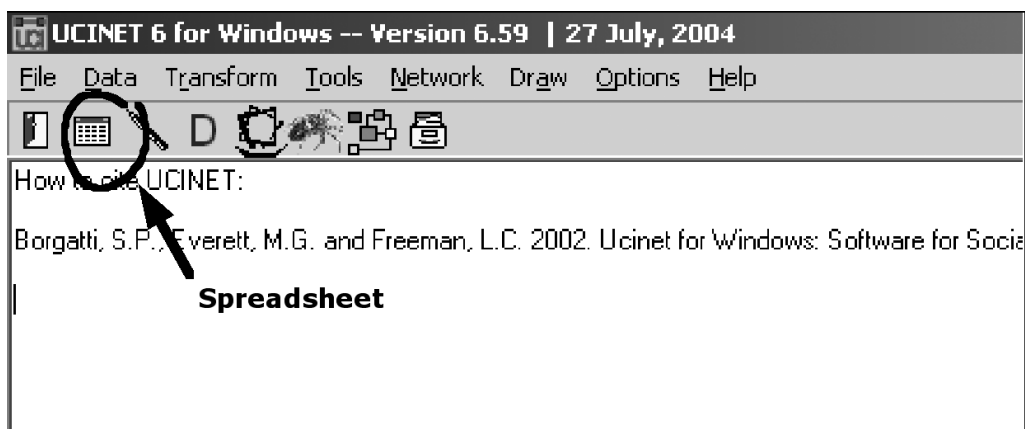 UCINET 6 for Windows -- Version 6.59 | 27 July, 2004
File Data Transform Tools Network Draw Options Help
D
How to cite UCINET:
Borgatti, S.P., Everett, M.G. and Freeman, L.C. 2002. Ucinet for Windows: Software for Socia
Spreadsheet